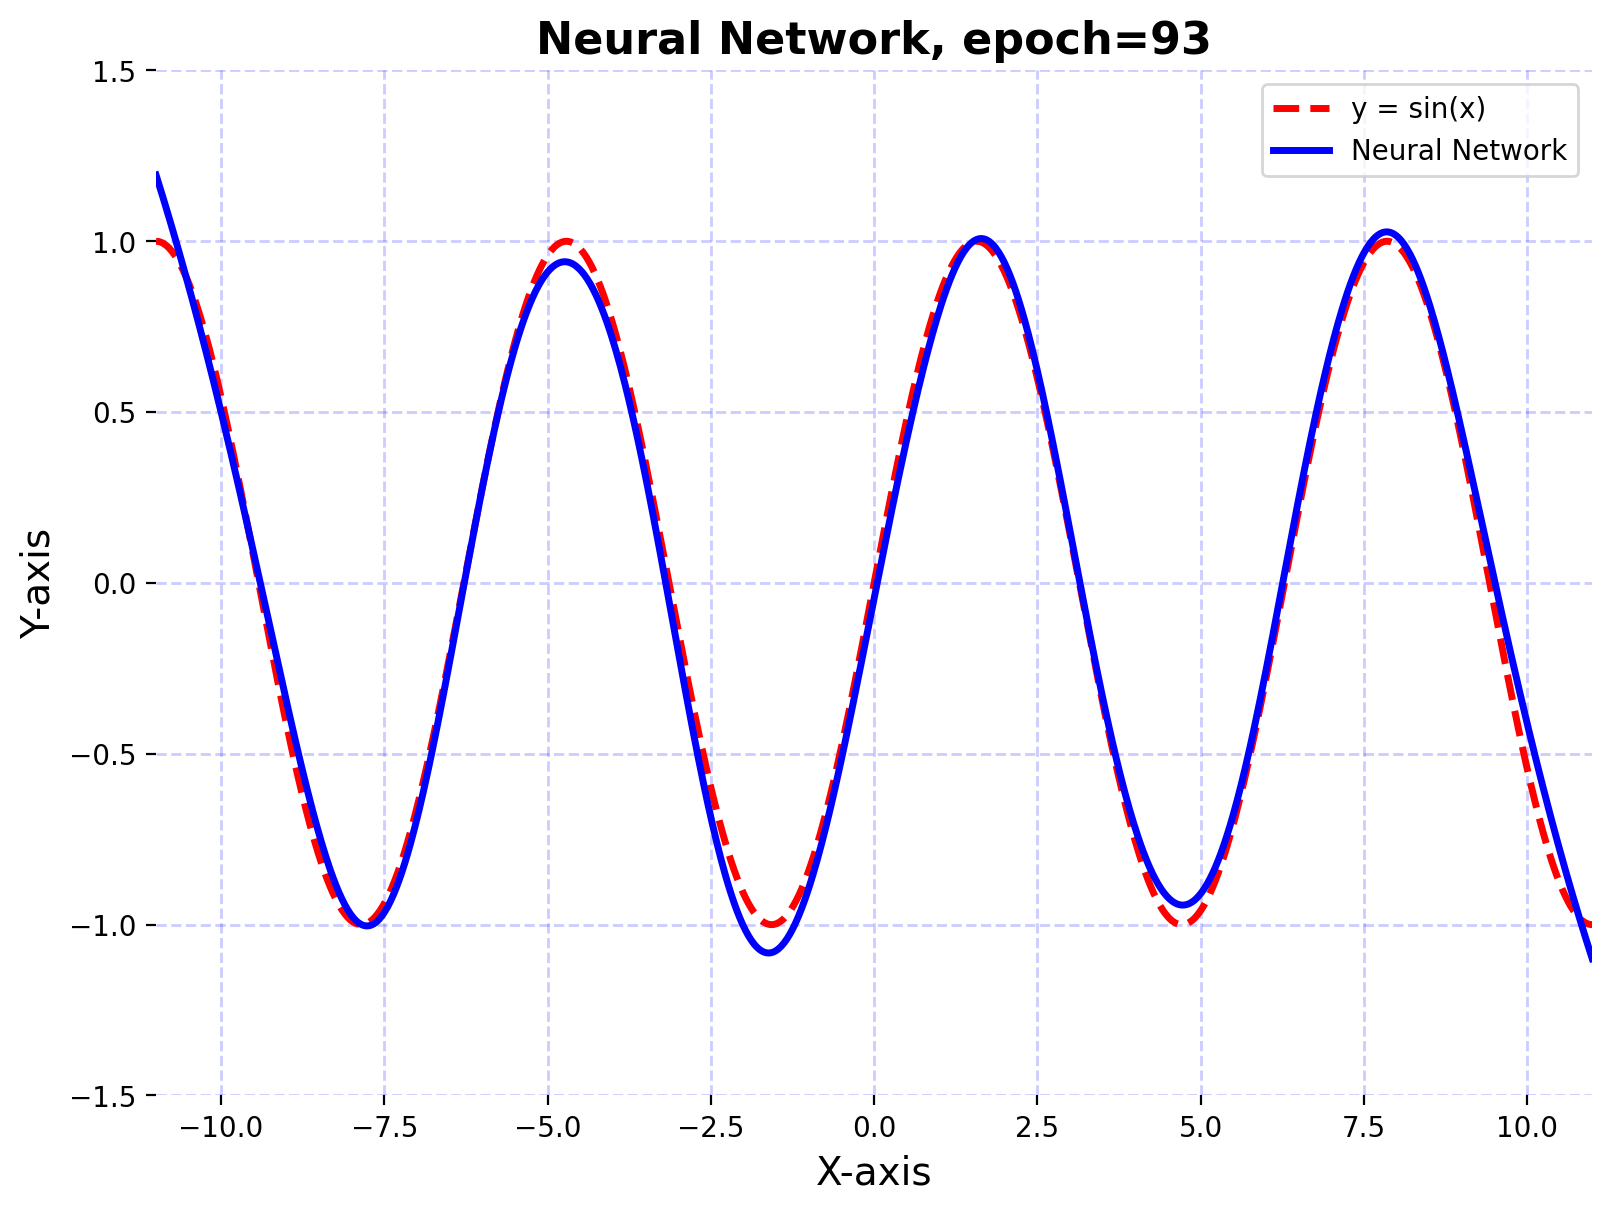 Neural Network, epoch=93
1.5
1.0
0.5
0.0
−0.5
−1.0
−1.5
y = sin(x)
Neural Network
Y-axis
−10.0 −7.5 −5.0 −2.5 0.0 2.5 5.0 7.5 10.0
X-axis